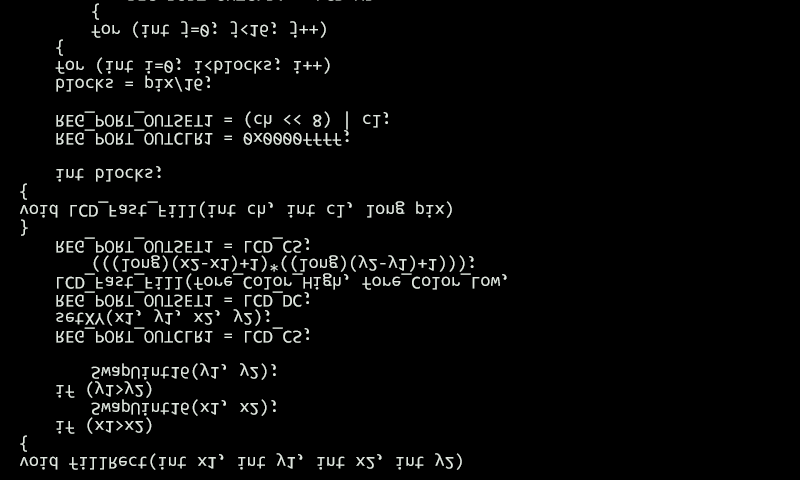 void fillRect(int x1, int y1, int x2, int y2)
{
if (x1>x2)
SwapUint16(x1, x2);
if (y1>y2)
SwapUint16(y1, y2);
REG_PORT_OUTCLR1 = LCD_CS;
setXY(x1, y1, x2, y2);
REG_PORT_OUTSET1 = LCD_DC;
LCD_Fast_Fill(fore_Color_High, fore_Color_Low,
(((long)(x2-x1)+1)*((long)(y2-y1)+1)));
REG_PORT_OUTSET1 = LCD_CS;
}
void LCD_Fast_Fill(int ch, int cl, long pix)
{
int blocks;
REG_PORT_OUTCLR1 = 0x0000ffff;
REG_PORT_OUTSET1 = (ch << 8) | cl;
blocks = pix/16;
for (int i=0; i<blocks; i++)
{
for (int j=0; j<16; j++)
{